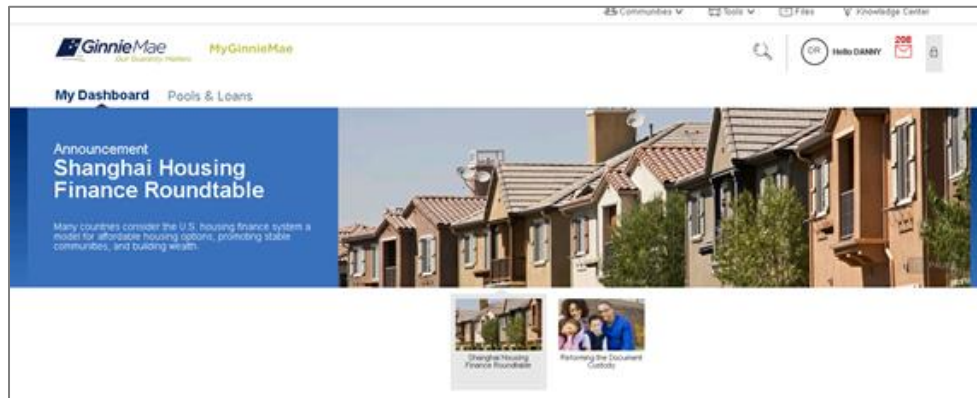 Communities
Tools
Files
Knowledge Center
GinnieMae
Our Guaranty Matters
MyGinnieMae
DR
Hello DANNY
208
My Dashboard
Pools & Loans
Announcement
Shanghai Housing
Finance Roundtable
Many countries consider the U.S. housing finance system a
model for affordable housing options, promoting stable
communities, and building wealth.
Shanghai Housing
Finance Roundtable
Reforming the Document
Custody